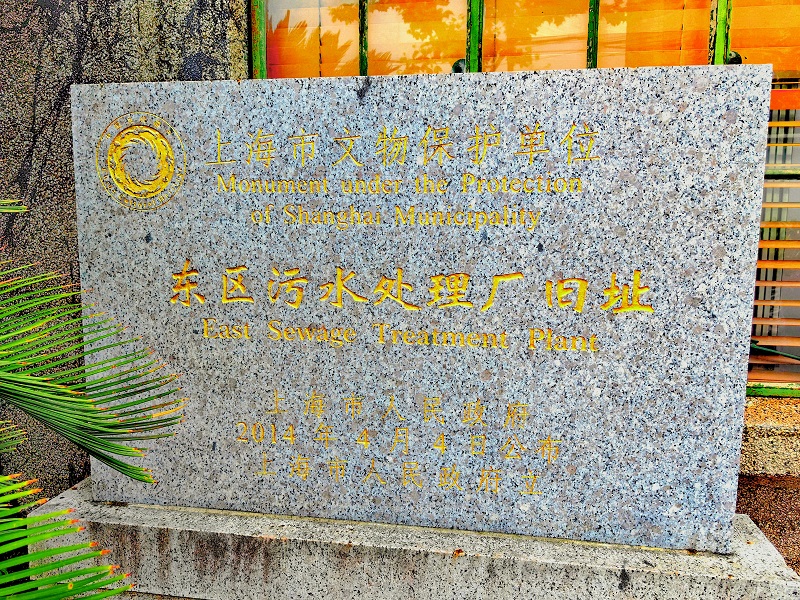 上海市文物保护单位
Monument under the Protection
of Shanghai Municipality
东区污水处理厂旧址
East Sewage Treatment Plant
上海市人民政府
2014年4月4日公布
上海市人民政府立